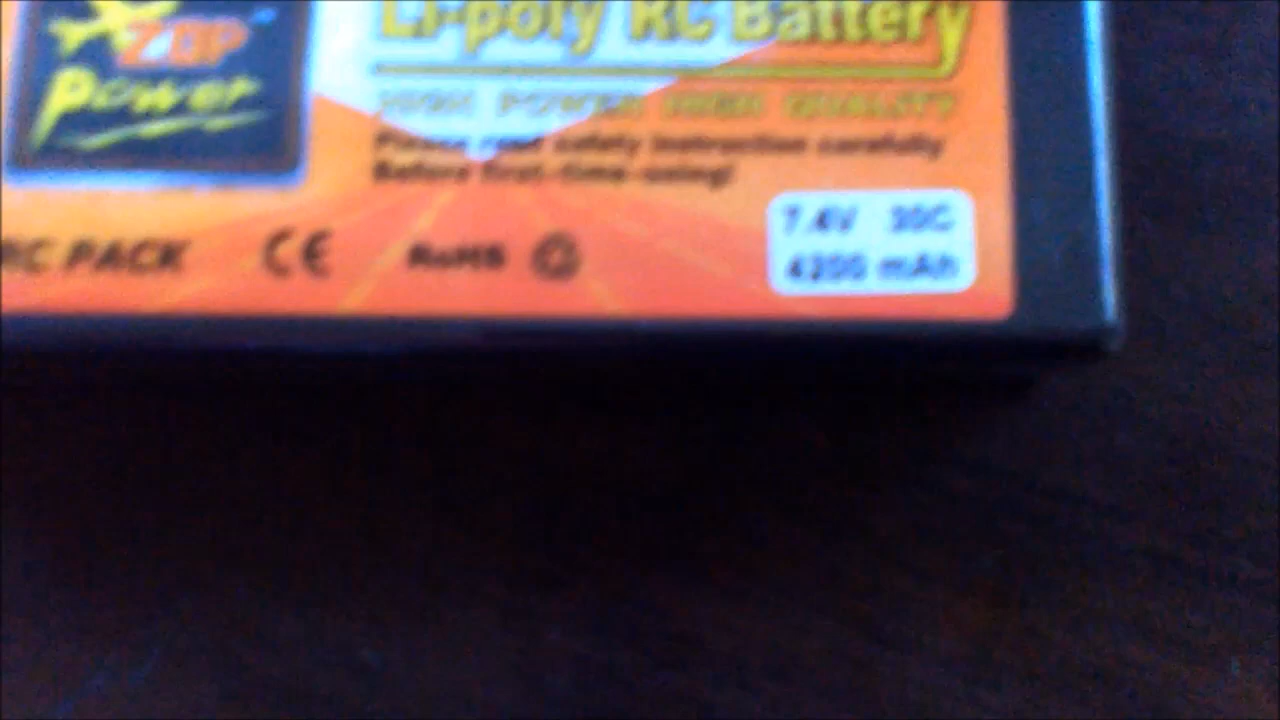 ZOP
Power
Li-poly RC Battery
HIGH POWER HIGH QUALITY
Please read safety instruction carefully
Before first-time-using!
RC PACK CE RoHS
7.4V 30C
4200 mAh